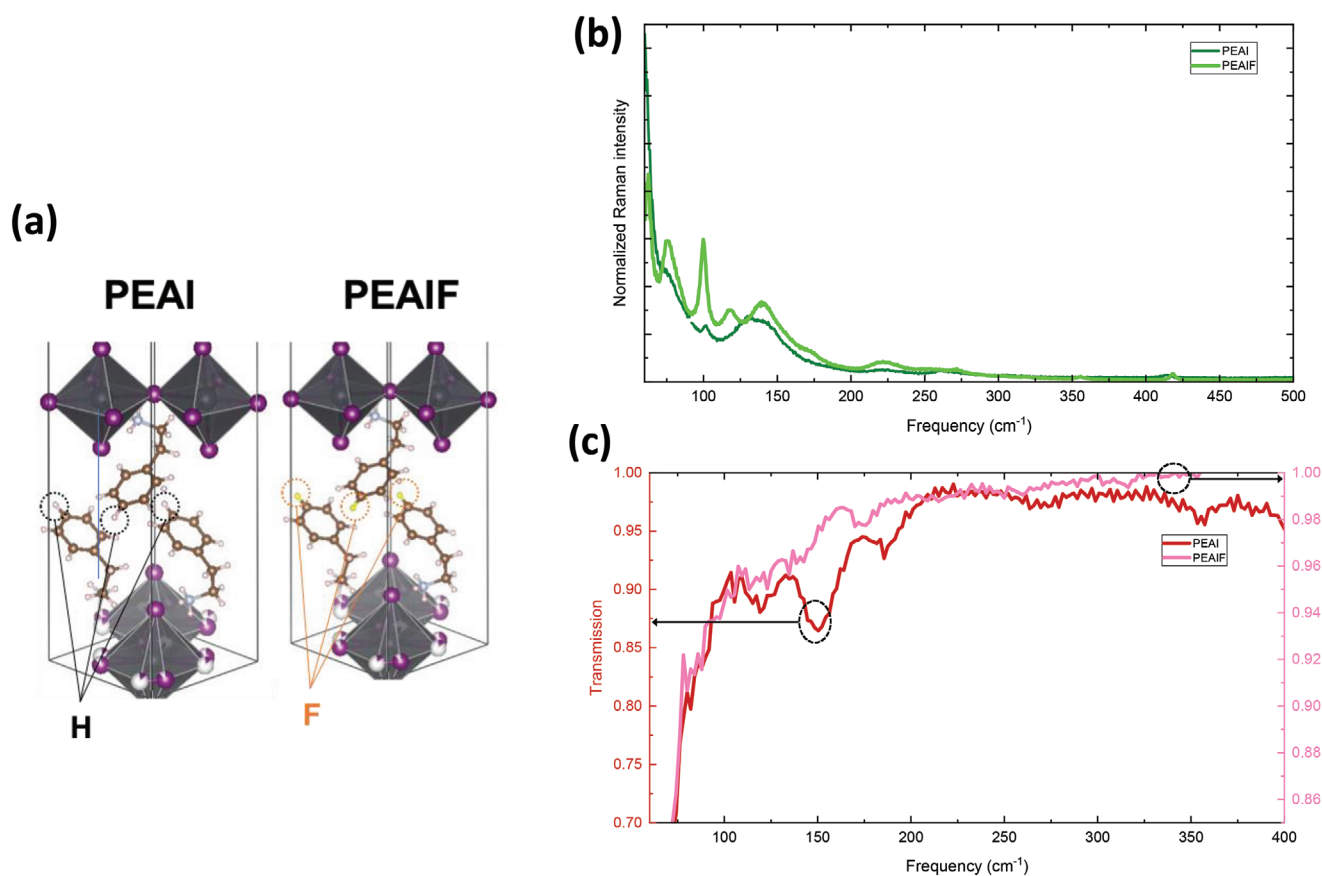 (a)
PEAI
PEAIF
H
F
(b)
Normalized Raman intensity
PEAI
PEAIF
100 150 200 250 300 350 400 450 500
Frequency (cm-1)
(c)
Transmission
1.00
0.95
0.90
0.85
0.80
0.75
0.70
PEAI
PEAIF
1.00
0.98
0.96
0.94
0.92
0.90
0.88
0.86
100 150 200 250 300 350 400
Frequency (cm-1)